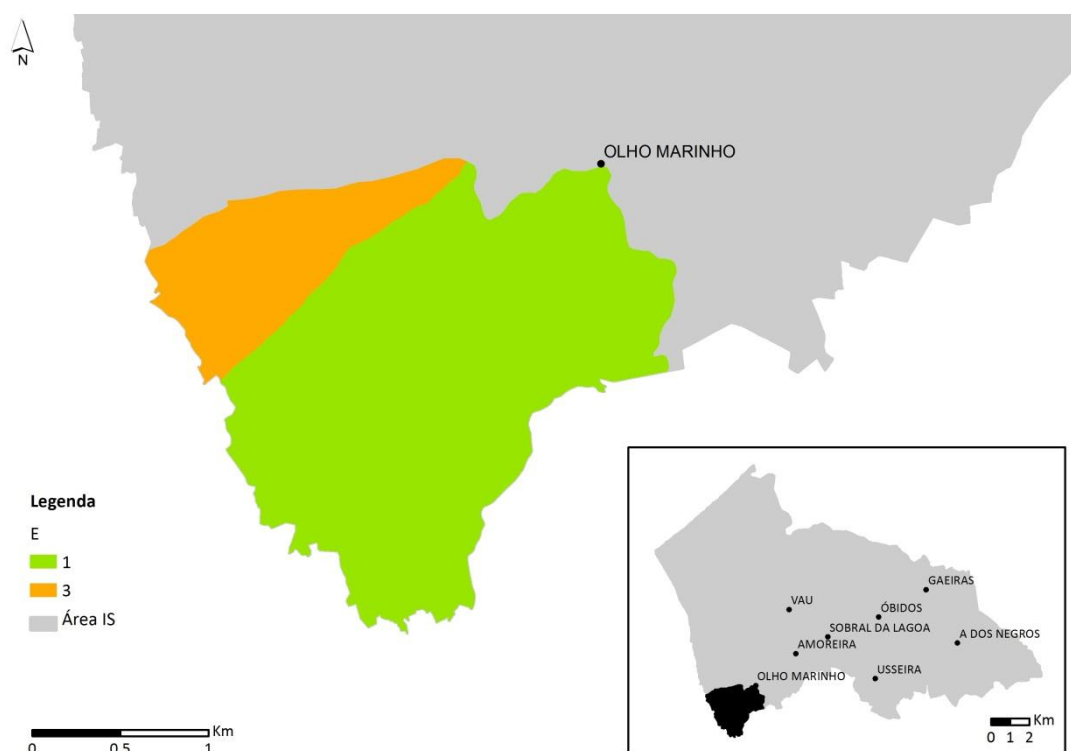 N
OLHO MARINHO
Legenda
E
1
3
Área IS
0 0.5 1 Km
GAEIRAS
VAU
ÓBIDOS
SOBRAL DA LAGOA
A DOS NEGROS
AMOREIRA
OLHO MARINHO
USSEIRA
Km
0 1 2